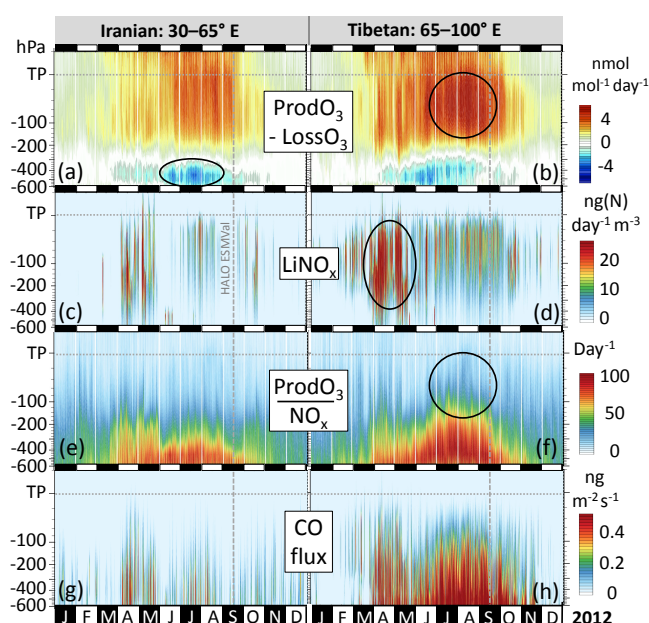 Iranian: 30–65° E
Tibetan: 65–100° E
hPa
TP
-100
-400
-600
(a)
ProdO3
- LossO3
(b)
nmol
mol-1 day-1
4
2
0
-2
-4
TP
-100
-200
-400
-600
(c)
HALO ESMVal
LiNOx
(d)
ng(N)
day-1 m-3
20
10
0
TP
-100
-200
-400
-600
(e)
ProdO3
NOx
(f)
Day-1
100
50
0
TP
-100
-200
-400
-600
(g)
CO
flux
(h)
ng
m-2 s-1
0.4
0.2
0
J F M A M J J A S O N D
J F M A M J J A S O N D
2012